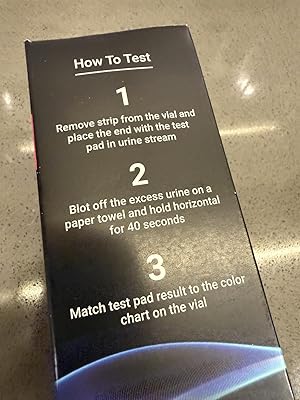 How To Test
1
Remove strip from the vial and
place the end with the test
pad in urine stream
2
Blot off the excess urine on a
paper towel and hold horizontal
for 40 seconds
3
Match test pad result to the color
chart on the vial